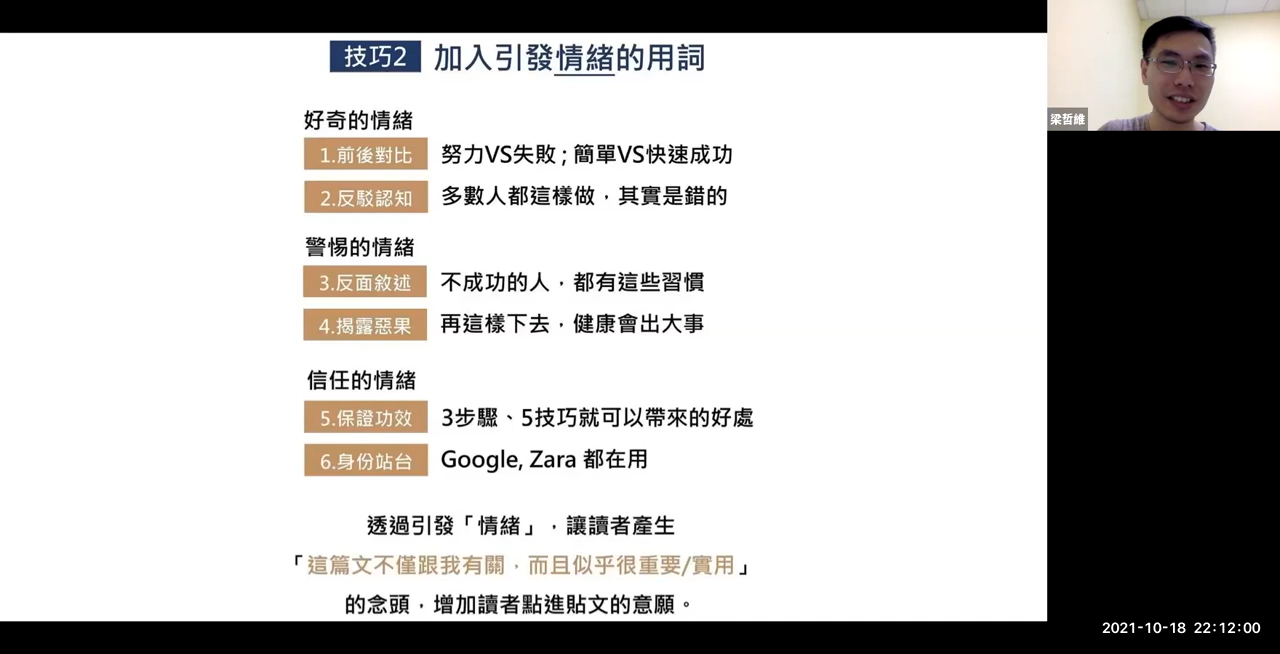 技巧2 加入引發情緒的用詞
好奇的情緒
1.前後對比 努力VS失敗；簡單VS快速成功
2.反駁認知 多數人都這樣做，其實是錯的
警惕的情緒
3.反面敘述 不成功的人，都有這些習慣
4.揭露惡果 再這樣下去，健康會出大事
信任的情緒
5.保證功效 3步驟、5技巧就可以帶來的好處
6.身份站台 Google, Zara 都在用
透過引發「情緒」，讓讀者產生
「這篇文不僅跟我有關，而且似乎很重要/實用」
的念頭，增加讀者點進貼文的意願。
梁哲維
2021-10-18 22:12:00